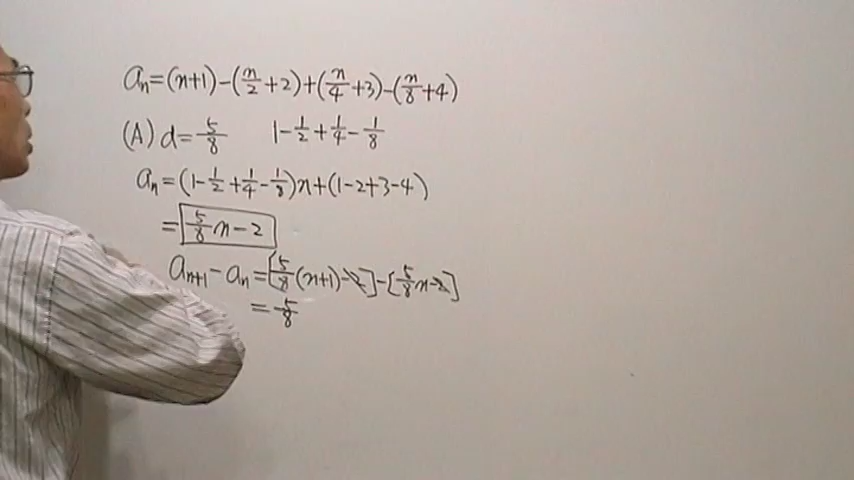 aₙ=(n+1)-(n/2+2)+(n/4+3)-(n/8+4)
(A) d=5/8 1-1/2+1/4-1/8
aₙ=(1-1/2+1/4-1/8)n+(1-2+3-4)
=5/8n-2
aₙ₊₁-aₙ=[5/8(n+1)-2]-[5/8n-2]
=5/8